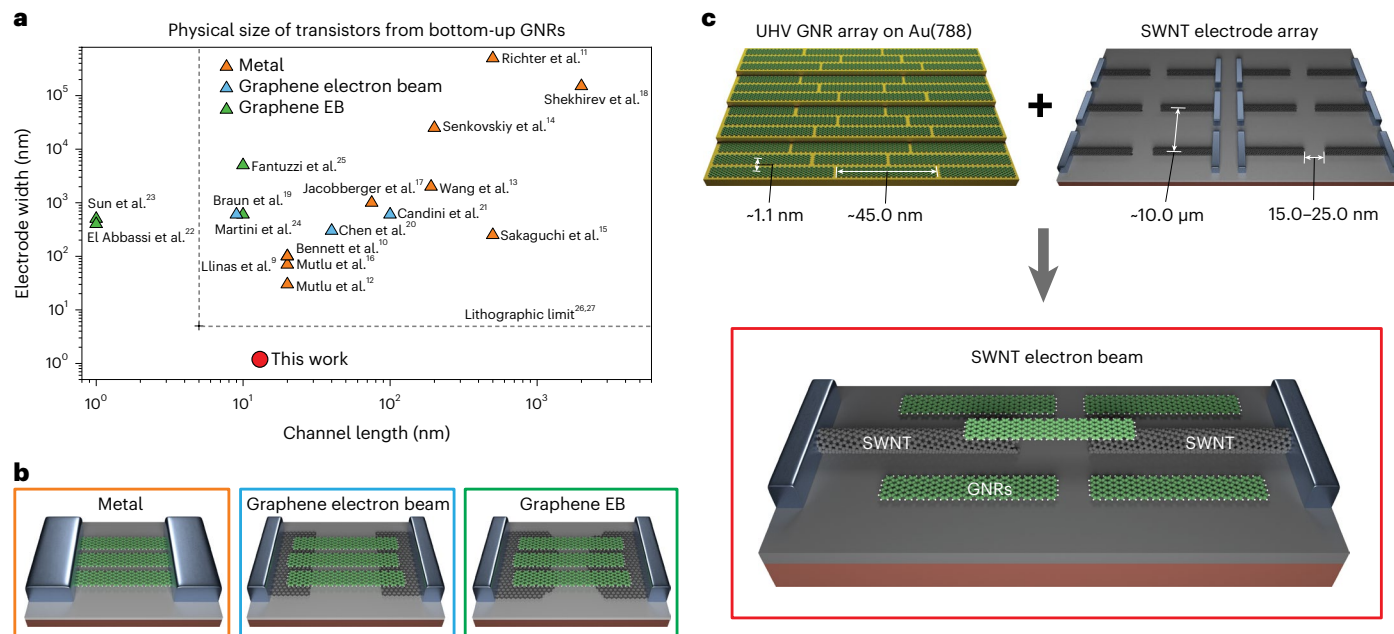 a
Physical size of transistors from bottom-up GNRs
Electrode width (nm)
10⁵
10⁴
10³
10²
10¹
10⁰
Metal
Graphene electron beam
Graphene EB
Richter et al.¹¹
Shekhirev et al.¹⁸
Senkovskiy et al.¹⁴
Fantuzzi et al.²⁵
Jacobberger et al.¹⁷
Wang et al.¹³
Braun et al.¹⁹
Candini et al.²¹
Sun et al.²³
Martini et al.²⁴
Chen et al.²⁰
El Abbassi et al.²²
Sakaguchi et al.¹⁵
Bennett et al.¹⁰
Llinas et al.⁹
Mutlu et al.¹⁶
Mutlu et al.¹²
Lithographic limit²⁶,²⁷
This work
10⁰
10¹
10²
10³
Channel length (nm)
b
Metal
Graphene electron beam
Graphene EB
c
UHV GNR array on Au(788)
SWNT electrode array
+
~11 nm
~45.0 nm
~10.0 µm
15.0–25.0 nm
SWNT electron beam
SWNT
SWNT
GNRs